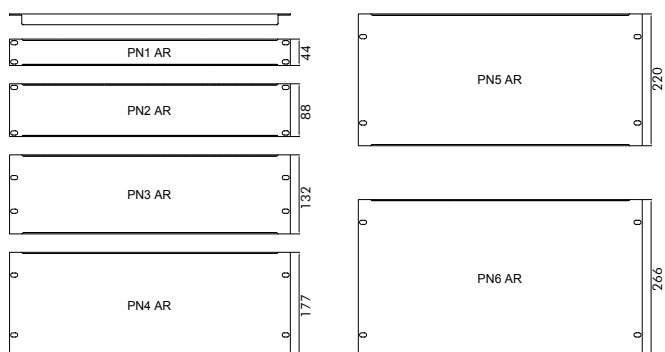 PN1 AR
44
PN2 AR
88
PN3 AR
132
PN4 AR
177
PN5 AR
220
PN6 AR
266